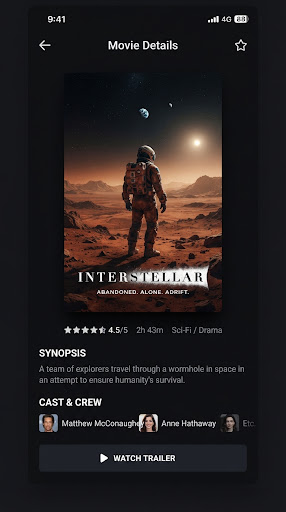 9:41
4G 89
Movie Details
INTERSTELLAR
ABANDONED. ALONE. ADRIFT.
4.5/5 2h 43m Sci-Fi / Drama
SYNOPSIS
A team of explorers travel through a wormhole in space in
an attempt to ensure humanity's survival.
CAST & CREW
Matthew McConaughey Anne Hathaway Etc.
WATCH TRAILER